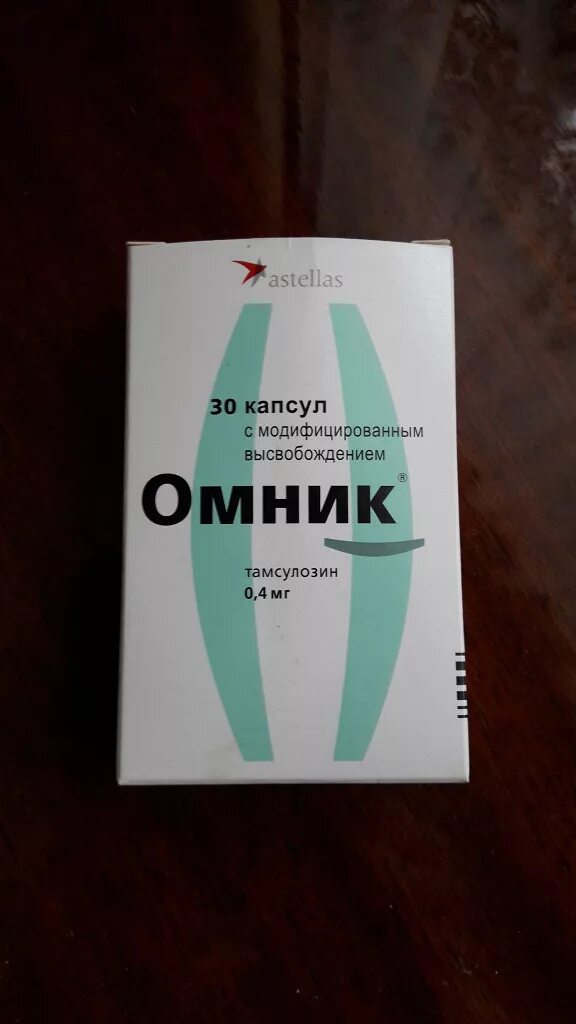 astellas
30 капсул
с модифицированным
высвобождением
Омник®
тамсулозин
0,4 мг